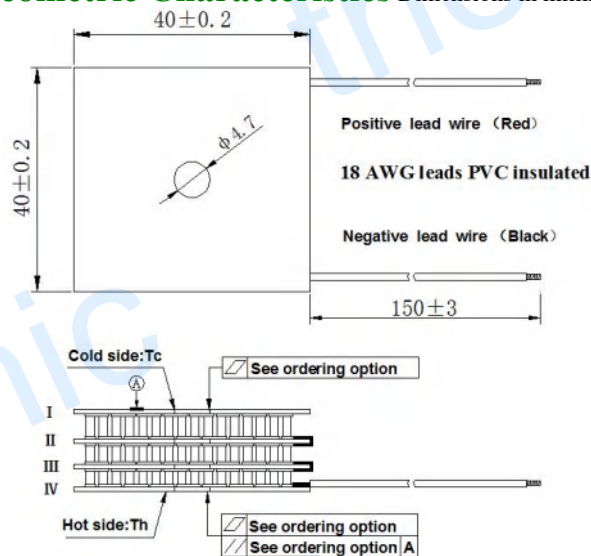 40±0.2
40±0.2
ϕ4.7
Positive lead wire （Red）
18 AWG leads PVC insulated
Negative lead wire （Black）
150±3
Cold side:Tc
See ordering option
A
I
II
III
IV
Hot side:Th
See ordering option
// See ordering option A